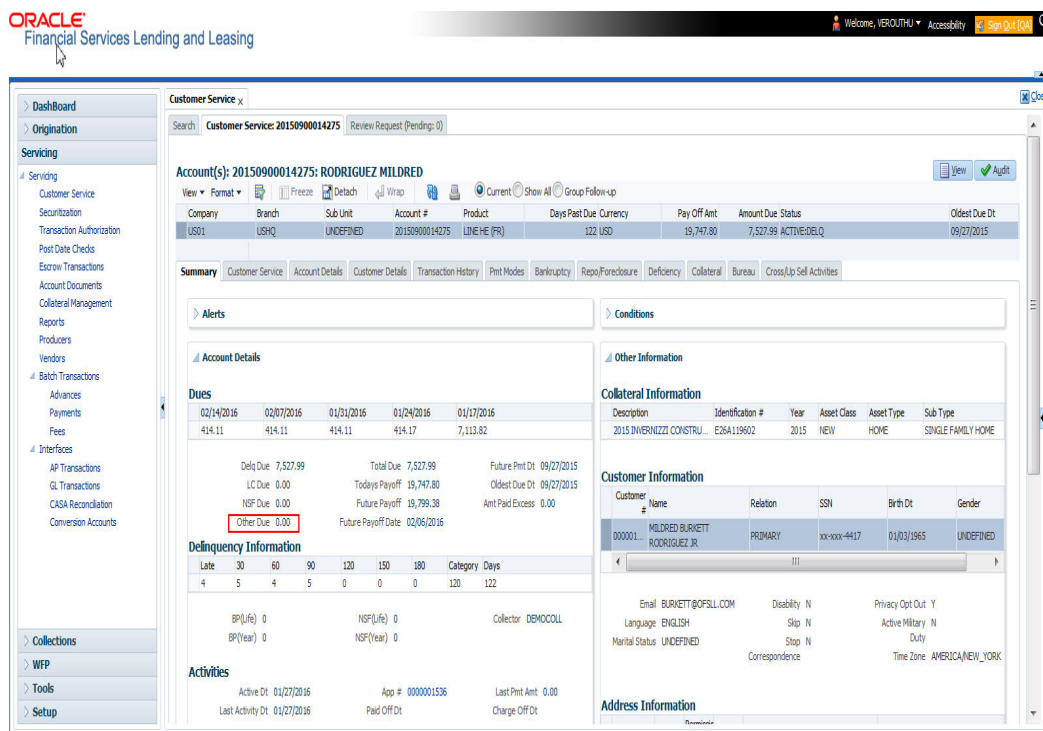 ORACLE
Financial Services Lending and Leasing
Welcome, VEROUTHU Accessibility Sign Out [QA]
Close
DashBoard
Origination
Servicing
Servicing
Customer Service
Securitization
Transaction Authorization
Post Date Checks
Escrow Transactions
Account Documents
Collateral Management
Reports
Producers
Vendors
Batch Transactions
Advances
Payments
Fees
Interfaces
AP Transactions
GL Transactions
CASA Reconciliation
Conversion Accounts
Collections
WFP
Tools
Setup
Customer Service x
Search Customer Service: 20150900014275 Review Request (Pending: 0)
Account(s): 20150900014275: RODRIGUEZ MILDRED
View Audit
View Format Freeze Detach Wrap Current Show All Group Follow-up
Company Branch Sub Unit Account # Product Days Past Due Currency Pay Off Amt Amount Due Status Oldest Due Dt
US01 USHQ UNDEFINED 20150900014275 LINE HE (FR) 122 USD 19,747.80 7,527.99 ACTIVE:DELQ 09/27/2015
Summary Customer Service Account Details Customer Details Transaction History Pmt Modes Bankruptcy Repo/Foreclosure Deficiency Collateral Bureau Cross/Up Sell Activities
Alerts
Account Details
Dues
02/14/2016 02/07/2016 01/31/2016 01/24/2016 01/17/2016
414.11 414.11 414.11 414.17 7,113.82
Delq Due 7,527.99 Total Due 7,527.99 Future Pmt Dt 09/27/2015
LC Due 0.00 Todays Payoff 19,747.80 Oldest Due Dt 09/27/2015
NSF Due 0.00 Future Payoff 19,799.38 Amt Paid Excess 0.00
Other Due 0.00 Future Payoff Date 02/06/2016
Delinquency Information
Late 30 60 90 120 150 180 Category Days
4 5 4 5 0 0 0 120 122
BP(Life) 0 NSF(Life) 0 Collector DEMOCOLL
BP(Year) 0 NSF(Year) 0
Activities
Active Dt 01/27/2016 App # 0000001536 Last Pmt Amt 0.00
Last Activity Dt 01/27/2016 Paid Off Dt Charge Off Dt
Conditions
Other Information
Collateral Information
Description Identification # Year Asset Class Asset Type Sub Type
2015 INVERNIZZI CONSTRU... E26A119602 2015 NEW HOME SINGLE FAMILY HOME
Customer Information
Customer # Name Relation SSN Birth Dt Gender
000001... MILDRED BURKETT RODRIGUEZ JR PRIMARY xx-xxx-4417 01/03/1965 UNDEFINED
Email BURKETT@OFSLL.COM Disability N Privacy Opt Out Y
Language ENGLISH Skip N Active Military Duty N
Marital Status UNDEFINED Stop Correspondence N Time Zone AMERICA/NEW_YORK
Address Information